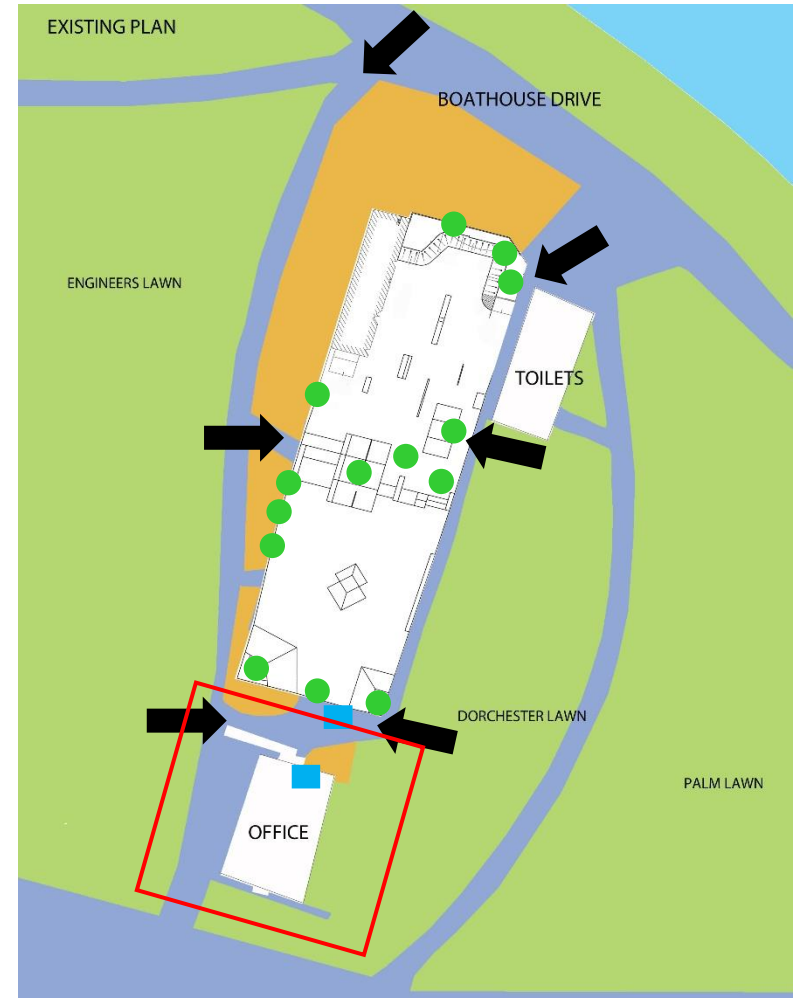 EXISTING PLAN
BOATHOUSE DRIVE
ENGINEERS LAWN
TOILETS
DORCHESTER LAWN
PALM LAWN
OFFICE